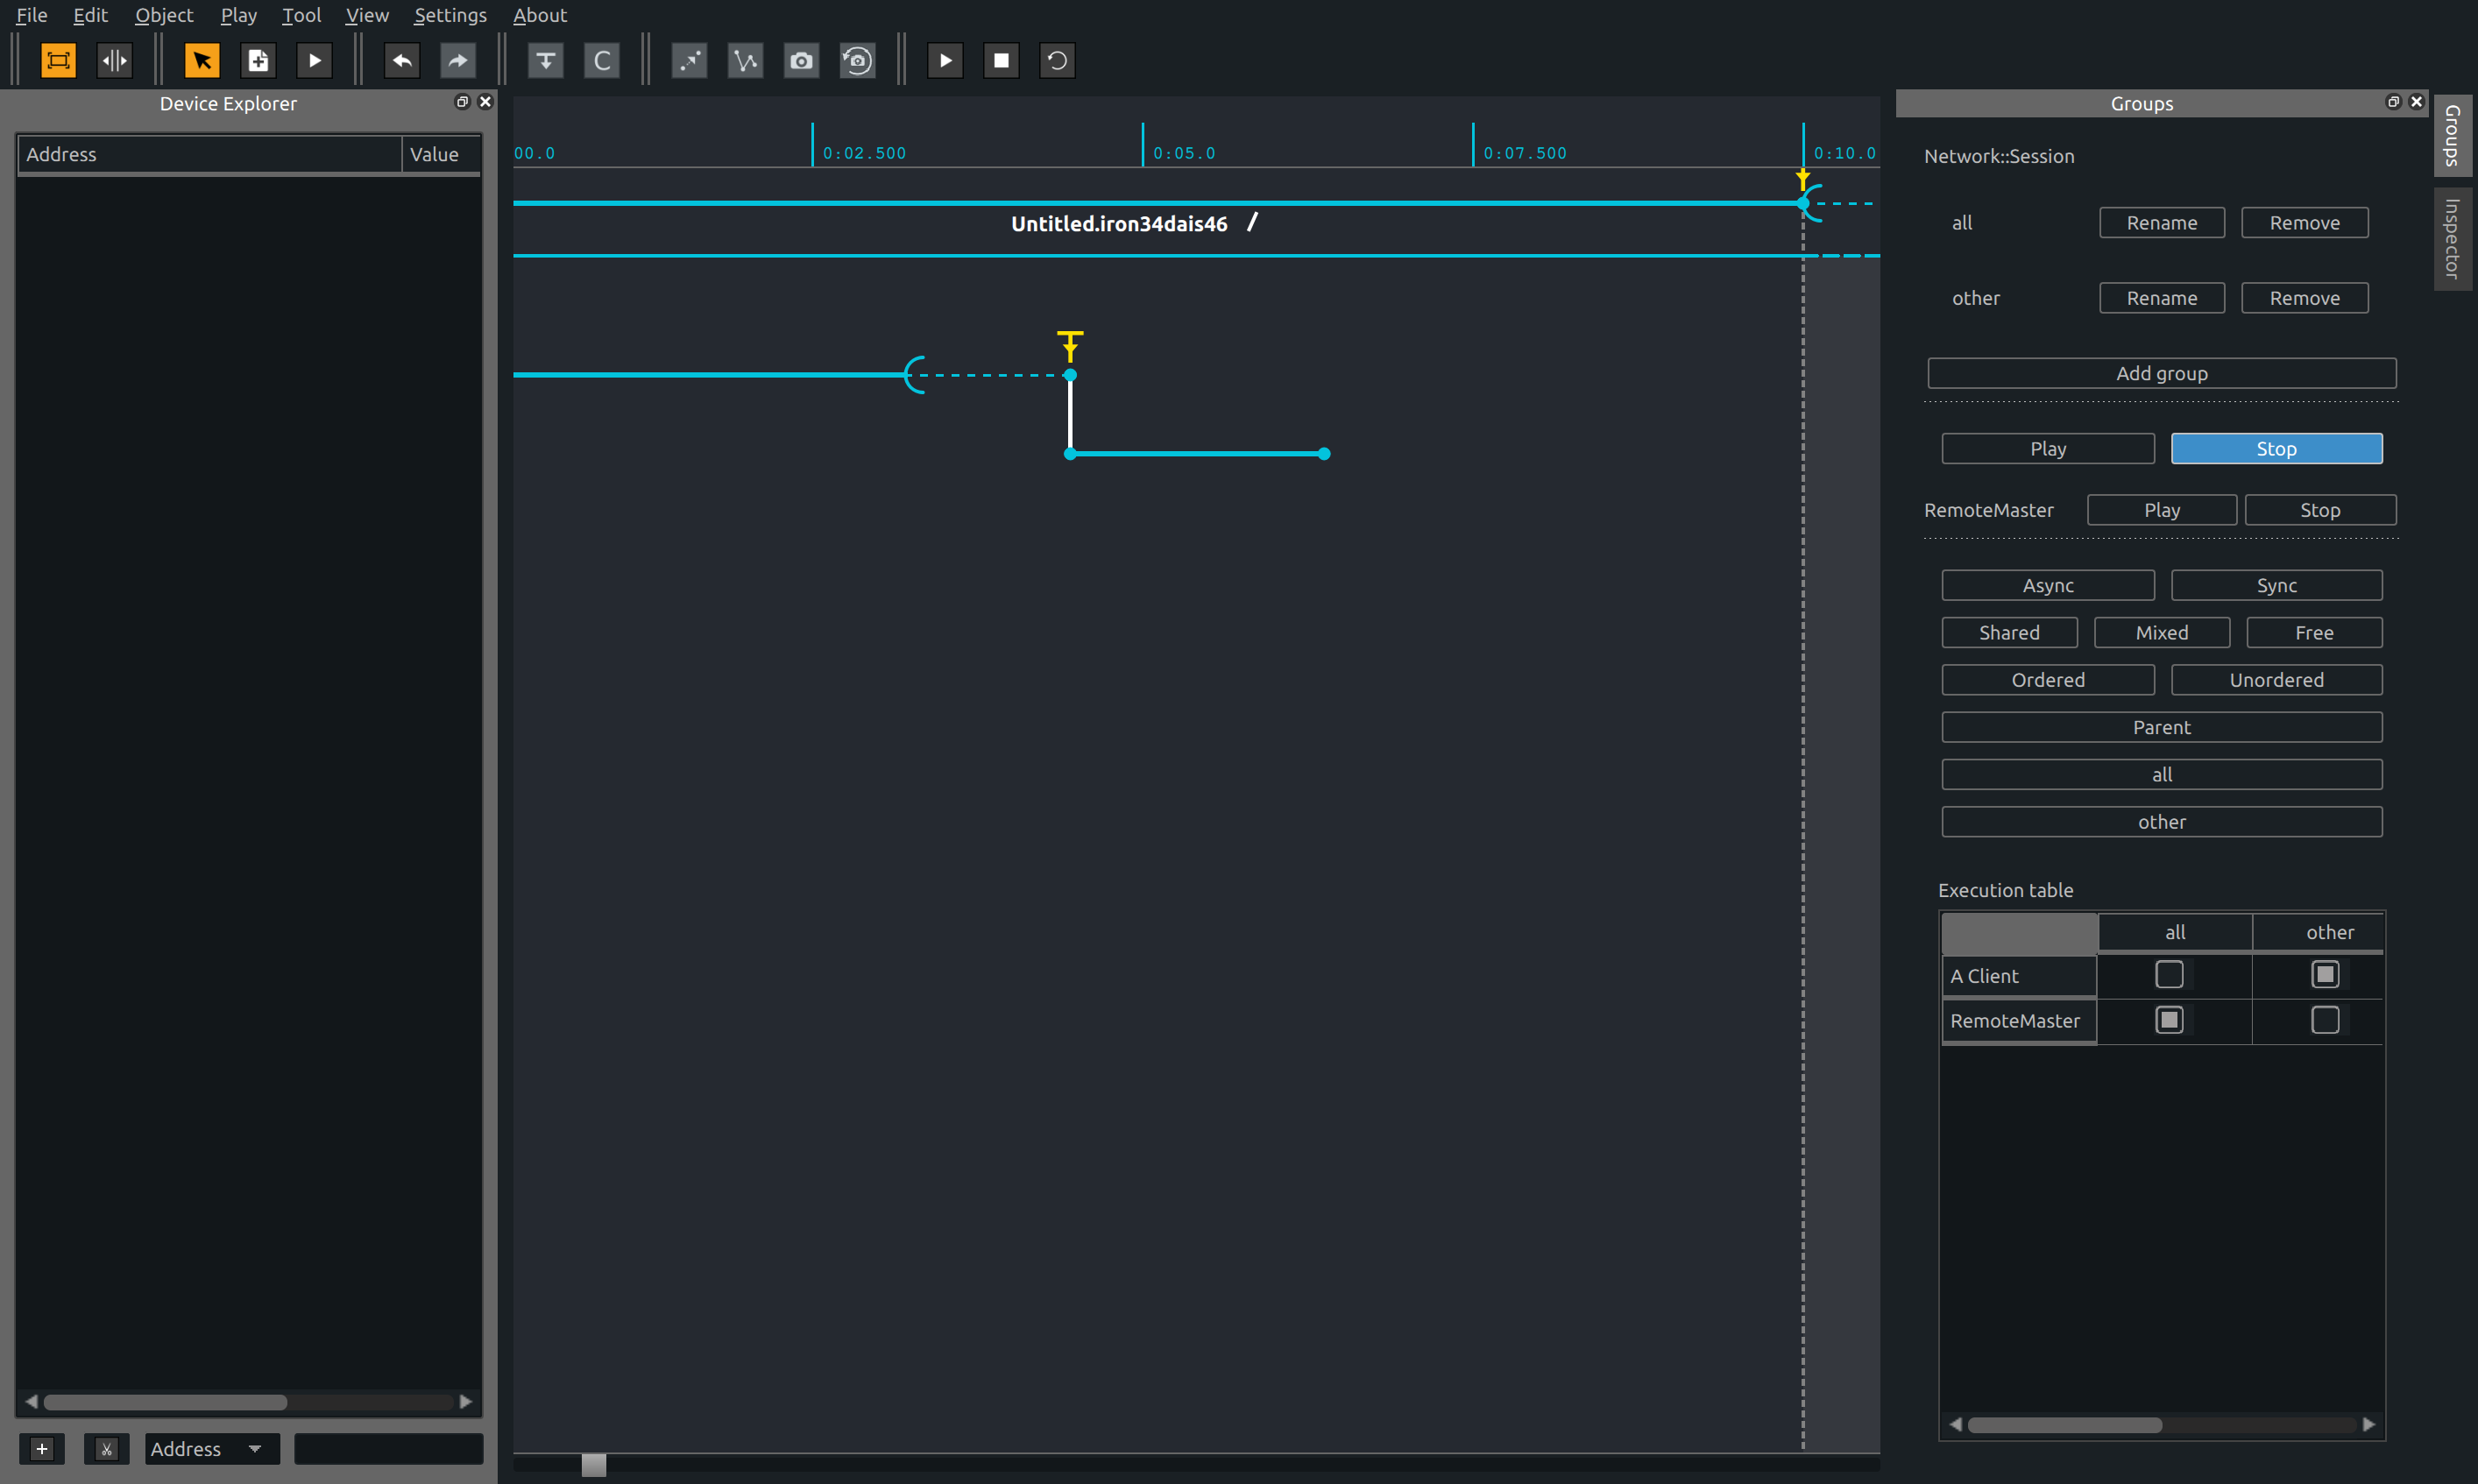 File Edit Object Play Tool View Settings About
Device Explorer
Address Value
Address
00.0 0:02.500 0:05.0 0:07.500 0:10.0
Untitled.iron34dais46 /
Groups
Network::Session
all Rename Remove
other Rename Remove
Add group
Play Stop
RemoteMaster Play Stop
Async Sync
Shared Mixed Free
Ordered Unordered
Parent
all
other
Execution table
all other
A Client
RemoteMaster
Groups
Inspector